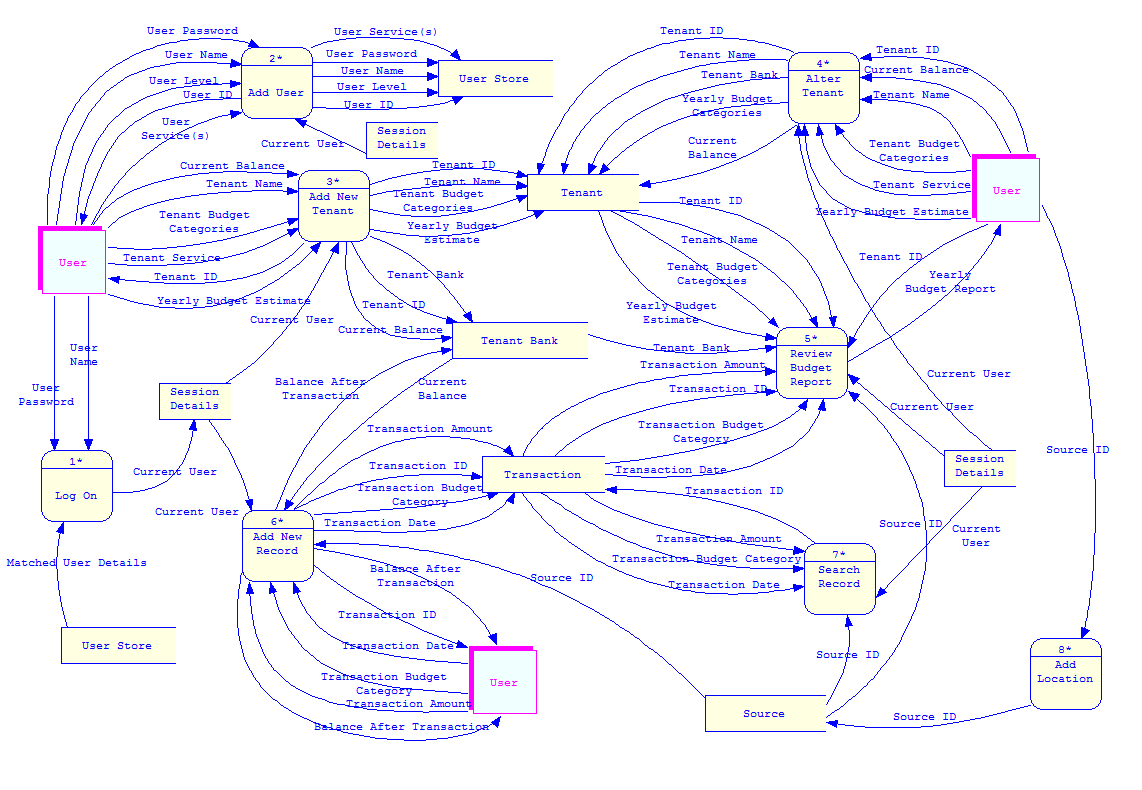 User Password
User Name
User Level
User ID
User
Service(s)
2*
Add User
User Service(s)
User Password
User Name
User Level
User ID
User Store
Session
Details
Current User
Current Balance
Tenant Name
Tenant Budget
Categories
Tenant Service
Tenant ID
Yearly Budget Estimate
User
3*
Add New
Tenant
Tenant ID
Tenant Name
Tenant Budget
Categories
Yearly Budget
Estimate
Tenant
Tenant ID
Tenant Name
Tenant Bank
Yearly Budget
Categories
Current
Balance
4*
Alter
Tenant
Tenant ID
Current Balance
Tenant Name
Tenant Budget
Categories
Tenant Service
Yearly Budget Estimate
User
Tenant ID
Yearly
Budget Report
Tenant ID
Tenant Name
Tenant Budget
Categories
Yearly Budget
Estimate
Tenant Bank
Tenant ID
Current Balance
Current User
Tenant Bank
Tenant Bank
5*
Review
Budget
Report
User
Name
User
Password
Session
Details
Balance After
Transaction
Current
Balance
Transaction Amount
Transaction ID
Transaction Budget
Category
Transaction Date
Current User
Current User
Session
Details
Source ID
1*
Log On
Current User
Current User
Transaction Amount
Transaction ID
Transaction Budget
Category
Transaction Date
Transaction
Transaction ID
Transaction Amount
Transaction Budget Category
Transaction Date
Source ID
Current
User
6*
Add New
Record
7*
Search
Record
Matched User Details
User Store
Balance After
Transaction
Transaction ID
Transaction Date
Transaction Budget
Category
Transaction Amount
Balance After Transaction
User
Source ID
Source ID
Source
Source ID
8*
Add
Location